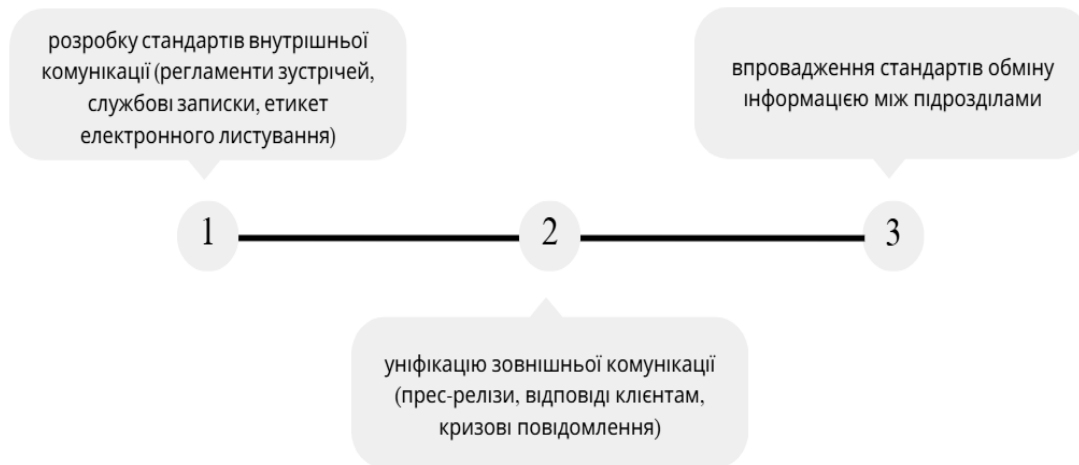 розробку стандартів внутрішньої
комунікації (регламенти зустрічей,
службові записки, етикет
електронного листування)
впровадження стандартів обміну
інформацією між підрозділами
1
2
3
уніфікацію зовнішньої комунікації
(прес-релізи, відповіді клієнтам,
кризові повідомлення)